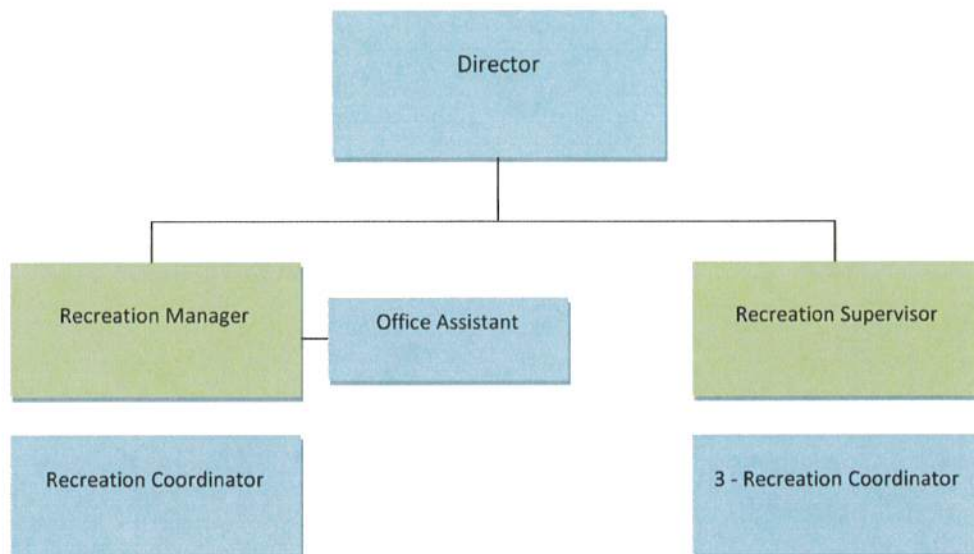 Director
Recreation Manager
Office Assistant
Recreation Supervisor
Recreation Coordinator
3 - Recreation Coordinator